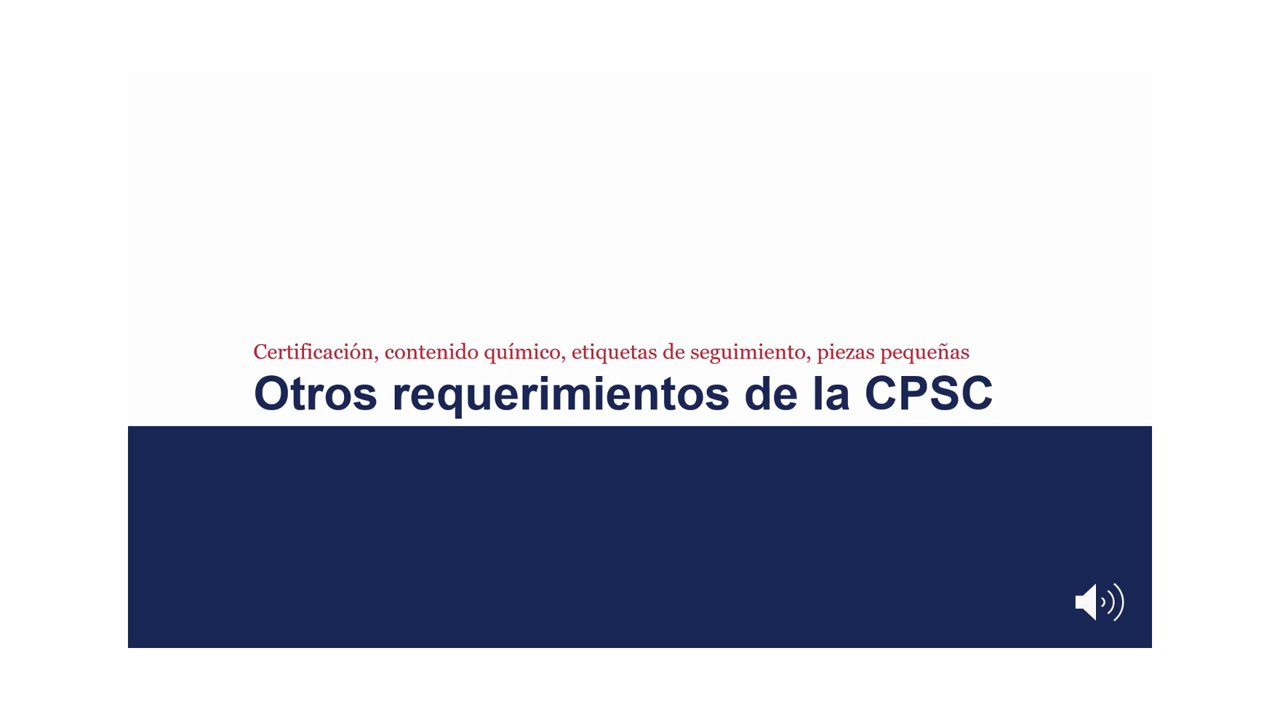 Certificación, contenido químico, etiquetas de seguimiento, piezas pequeñas
Otros requerimientos de la CPSC